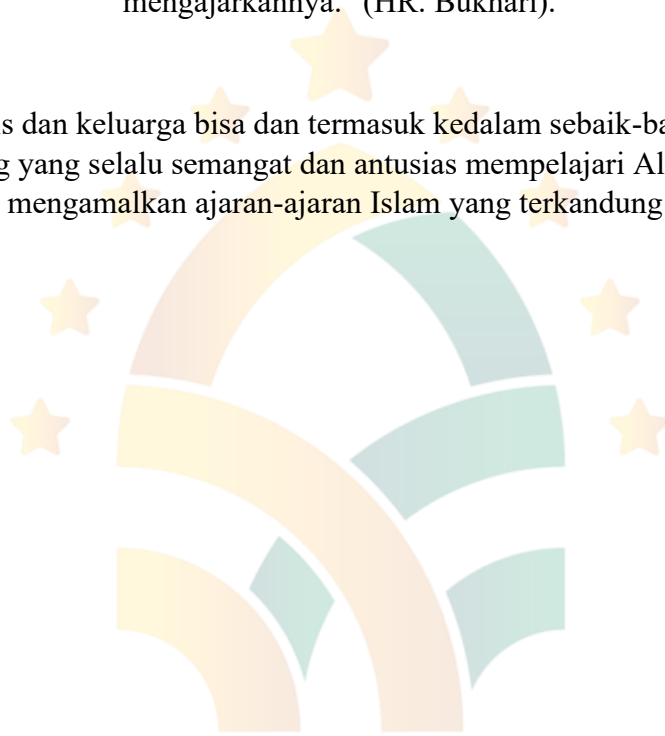 mengajarkannya." (HR. Bukhari).
s dan keluarga bisa dan termasuk kedalam sebaik-ba
g yang selalu semangat dan antusias mempelajari Al
mengamalkan ajaran-ajaran Islam yang terkandung